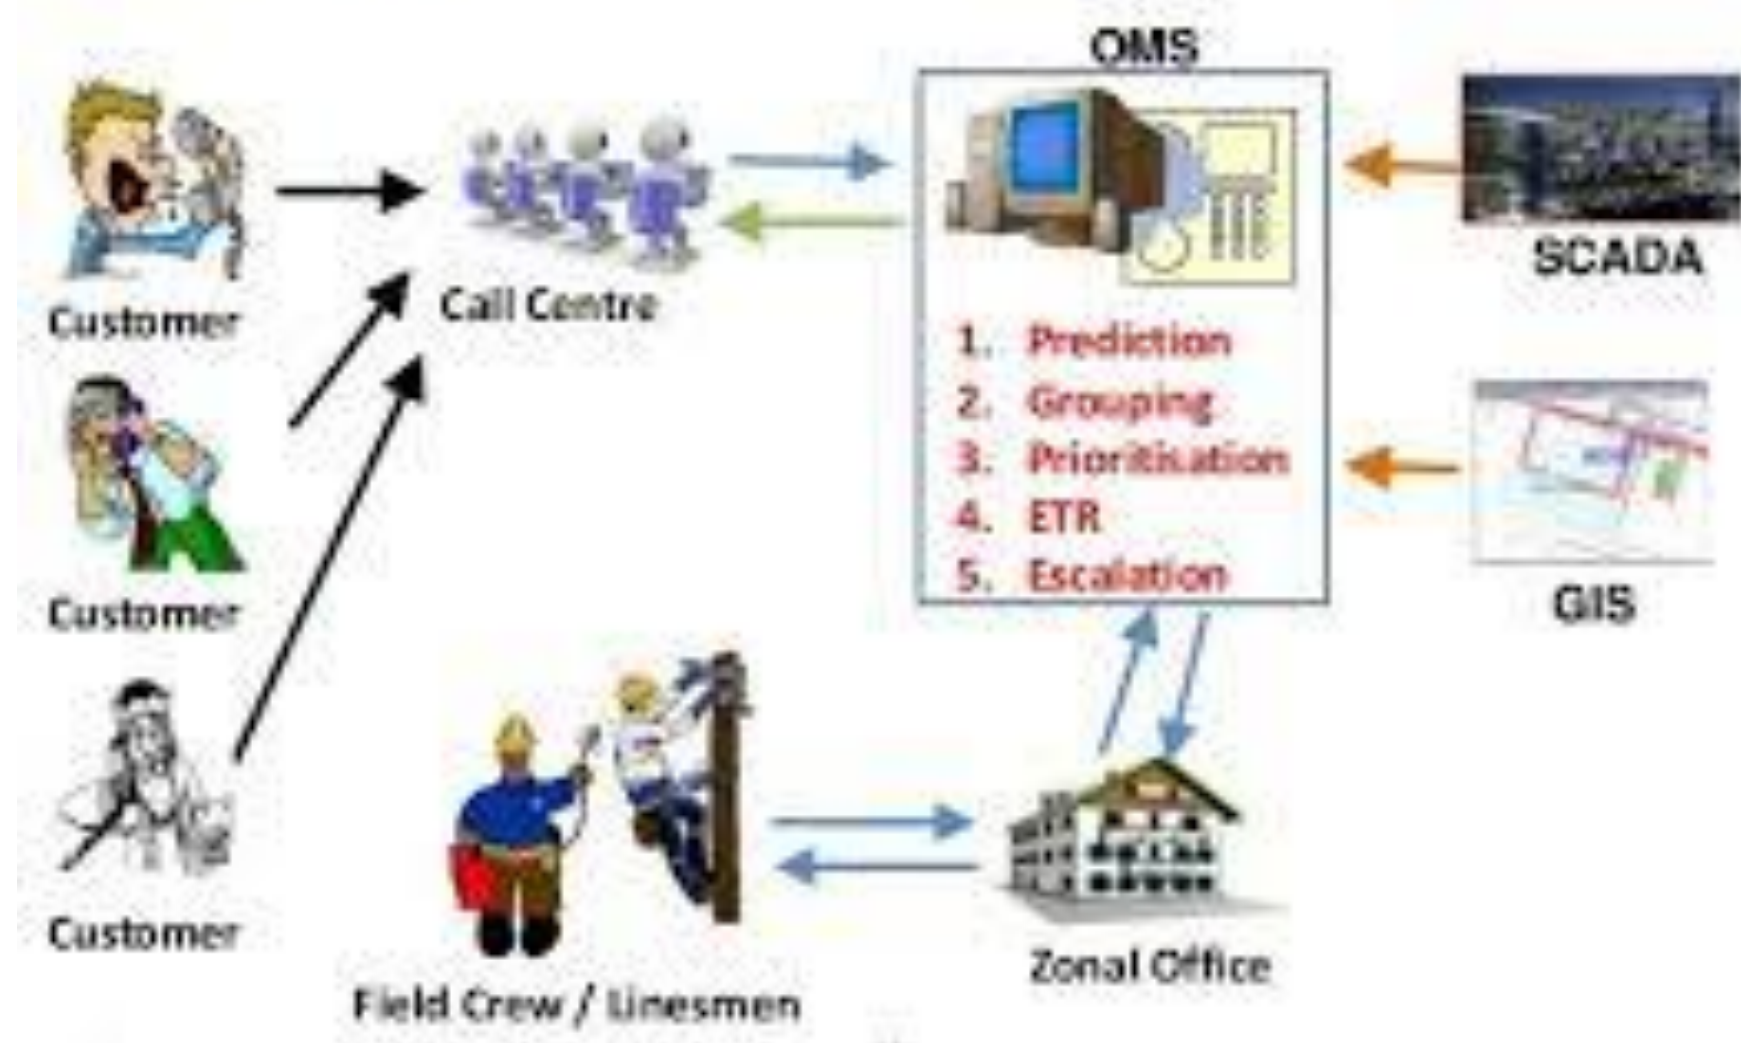 OMS
SCADA
Customer
Call Centre
1. Prediction
2. Grouping
3. Prioritisation
4. ETR
5. Escalation
GIS
Customer
Customer
Zonal Office
Field Crew / Linesmen